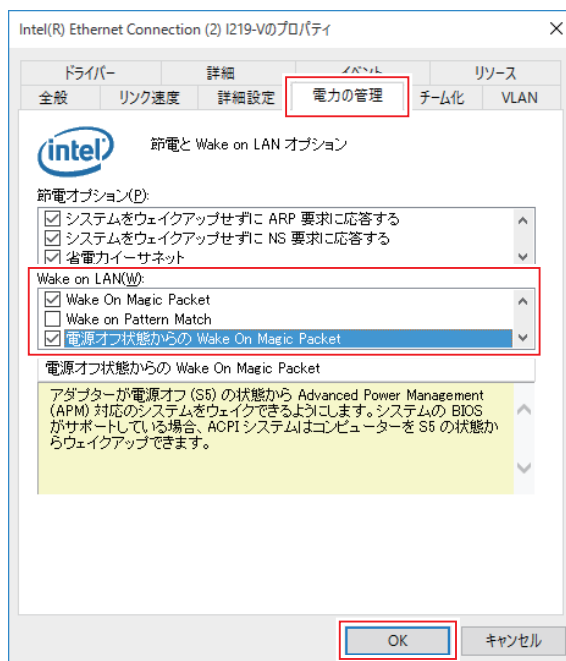 Intel(R) Ethernet Connection (2) I219-Vのプロパティ
ドライバー 詳細 イベント リソース
全般 リンク速度 詳細設定 電力の管理 チーム化 VLAN
intel
節電と Wake on LAN オプション
節電オプション(P):
システムをウェイクアップせずに ARP 要求に応答する
システムをウェイクアップせずに NS 要求に応答する
省電力イーサネット
Wake on LAN(W):
Wake On Magic Packet
Wake on Pattern Match
電源オフ状態からの Wake On Magic Packet
電源オフ状態からの Wake On Magic Packet
アダプターが電源オフ (S5) の状態から Advanced Power Management
(APM) 対応のシステムをウェイクできるようにします。システムの BIOS
がサポートしている場合、ACPI システムはコンピューターを S5 の状態か
らウェイクアップできます。
OK キャンセル